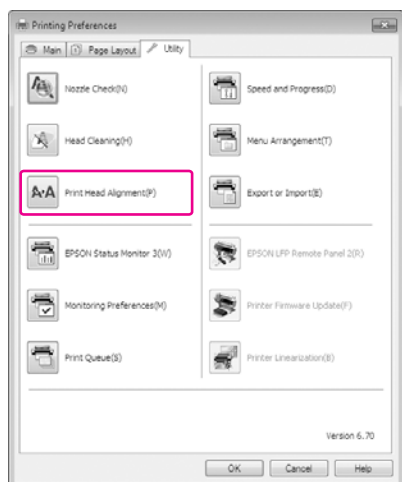 Printing Preferences
Main Page Layout Utility
Nozzle Check(N) Speed and Progress(D)
Head Cleaning(H) Menu Arrangement(T)
A·A Print Head Alignment(P) Export or Import(E)
EPSON Status Monitor 3(W) EPSON LFP Remote Panel 2(R)
Monitoring Preferences(M) Printer Firmware Update(F)
Print Queue(S) Printer Linearization(B)
Version 6.70
OK Cancel Help